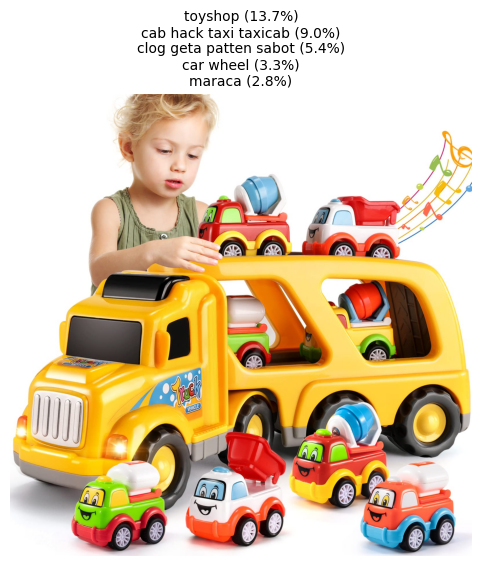 toyshop (13.7%)
cab hack taxi taxicab (9.0%)
clog geta patten sabot (5.4%)
car wheel (3.3%)
maraca (2.8%)